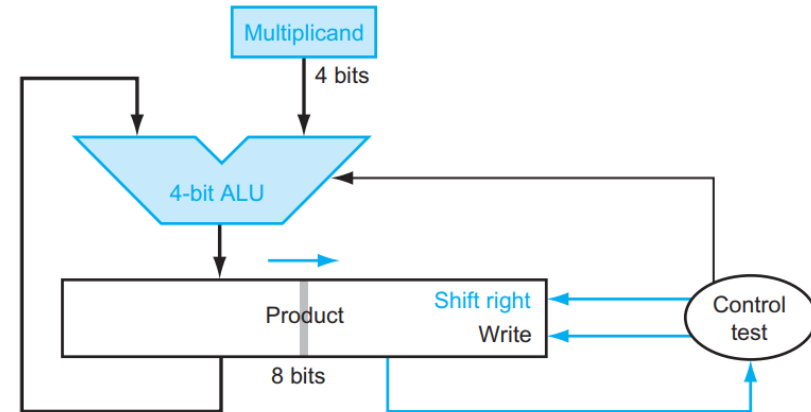 Multiplicand
4 bits
4-bit ALU
Product
Shift right
Write
8 bits
Control
test